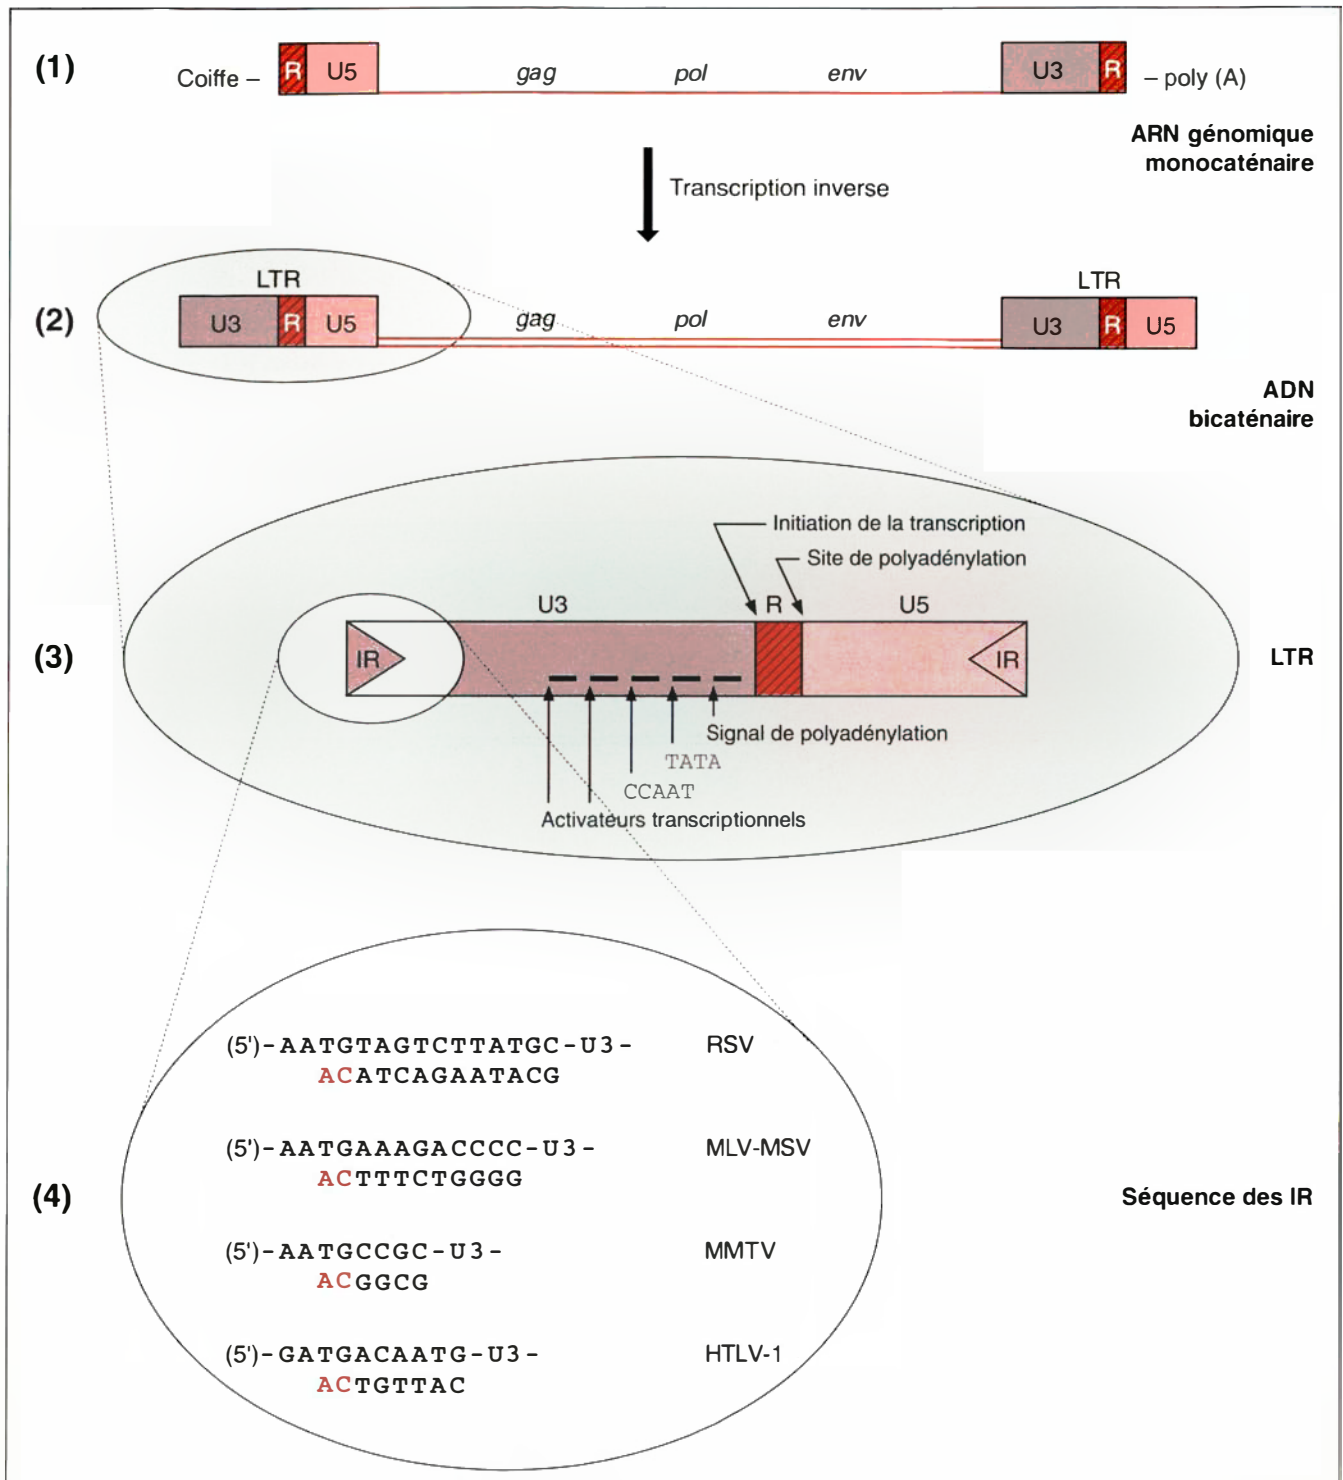 (1)
Coiffe – R U5 gag pol env U3 R – poly (A)
ARN génomique
monocaténaire
Transcription inverse
LTR LTR
(2)
U3 R U5 gag pol env U3 R U5
ADN
bicaténaire
Initiation de la transcription
Site de polyadénylation
U3 R U5
(3)
IR IR
LTR
Signal de polyadénylation
TATA
CCAAT
Activateurs transcriptionnels
(5')-AATGTAGTCTTATGC-U3- RSV
ACATCAGAATACG
(5')-AATGAAAGACCCC-U3- MLV-MSV
ACTTTCTGGGG
(4)
Séquence des IR
(5')-AATGCCGC-U3- MMTV
ACGGCG
(5')-GATGACAATG-U3- HTLV-1
ACTGTTAC